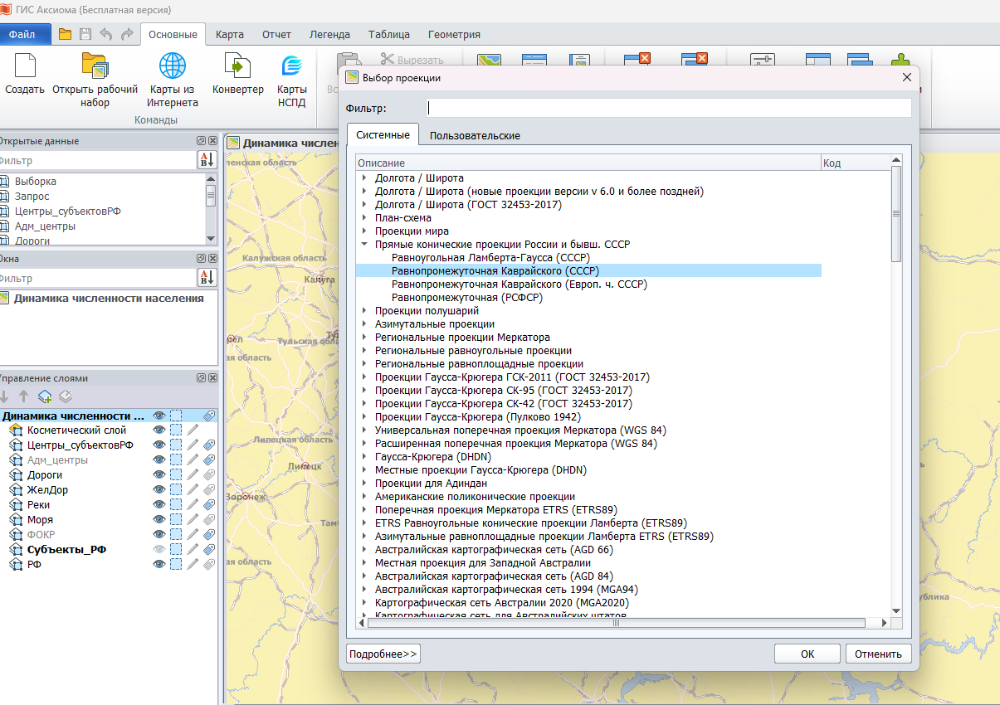 ГИС Аксиома (Бесплатная версия)
Файл
Основные
Карта
Отчет
Легенда
Таблица
Геометрия
Создать
Открыть рабочий
набор
Карты из
Интернета
Конвертер
Карты
НСПД
Вырезать
Команды
Открытые данные
Фильтр
Выборка
Запрос
Центры_субъектовРФ
Адм_центры
Дороги
Окна
Фильтр
Динамика численности населения
Управление слоями
Динамика численности ...
Косметический слой
Центры_субъектовРФ
Адм_центры
Дороги
ЖелДор
Реки
Моря
ФОКР
Субъекты_РФ
РФ
Динамика числен
ленская область
Калужская область
Калуга
Тульская обла
ая область
Липецкая область
Липецк
Воронеж
Там
ая область
ублика
Выбор проекции
Фильтр:
Системные
Пользовательские
Описание
Код
Долгота / Широта
Долгота / Широта (новые проекции версии v 6.0 и более поздней)
Долгота / Широта (ГОСТ 32453-2017)
План-схема
Проекции мира
Прямые конические проекции России и бывш. СССР
Равноугольная Ламберта-Гаусса (СССР)
Равнопромежуточная Каврайского (СССР)
Равнопромежуточная Каврайского (Европ. ч. СССР)
Равнопромежуточная (РСФСР)
Проекции полушарий
Азимутальные проекции
Региональные проекции Меркатора
Региональные равноугольные проекции
Региональные равноплощадные проекции
Проекции Гаусса-Крюгера ГСК-2011 (ГОСТ 32453-2017)
Проекции Гаусса-Крюгера СК-95 (ГОСТ 32453-2017)
Проекции Гаусса-Крюгера СК-42 (ГОСТ 32453-2017)
Проекции Гаусса-Крюгера (Пулково 1942)
Универсальная поперечная проекция Меркатора (WGS 84)
Расширенная поперечная проекция Меркатора (WGS 84)
Гаусса-Крюгера (DHDN)
Местные проекции Гаусса-Крюгера (DHDN)
Проекции для Адиндан
Американские поликонические проекции
Поперечная проекция Меркатора ETRS (ETRS89)
ETRS Равноугольные конические проекции Ламберта (ETRS89)
Азимутальные равноплощадные проекции Ламберта ETRS (ETRS89)
Австралийская картографическая сеть (AGD 66)
Местная проекция для Западной Австралии
Австралийская картографическая сеть (AGD 84)
Австралийская картографическая сеть 1994 (MGA94)
Картографическая сеть Австралии 2020 (MGA2020)
Картографическая сеть для Австралийских штатов
Подробнее>>
ОК
Отменить